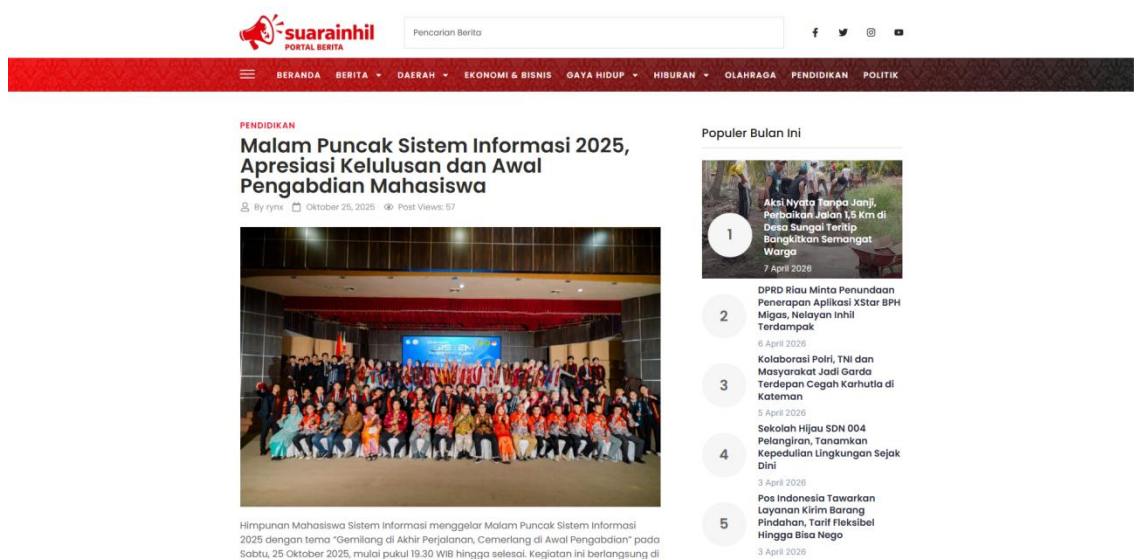 suarainhil
PORTAL BERITA
Pencarian Berita
BERANDA BERITA DAERAH EKONOMI & BISNIS GAYA HIDUP HIBURAN OLAHRAGA PENDIDIKAN POLITIK
PENDIDIKAN
Malam Puncak Sistem Informasi 2025,
Apresiasi Kelulusan dan Awal
Pengabdian Mahasiswa
By rynx Oktober 25, 2025 Post Views: 57
SISTEM
Himpunan Mahasiswa Sistem Informasi menggelar Malam Puncak Sistem Informasi
2025 dengan tema “Gemilang di Akhir Perjalanan, Cemerlang di Awal Pengabdian” pada
Sabtu, 25 Oktober 2025, mulai pukul 19.30 WIB hingga selesai. Kegiatan ini berlangsung di
Populer Bulan Ini
1
Aksi Nyata Tanpa Janji,
Perbaikan Jalan 1,5 Km di
Desa Sungai Teritip
Bangkitkan Semangat
Warga
7 April 2026
2
DPRD Riau Minta Penundaan
Penerapan Aplikasi XStar BPH
Migas, Nelayan Inhil
Terdampak
6 April 2026
3
Kolaborasi Polri, TNI dan
Masyarakat Jadi Garda
Terdepan Cegah Karhutla di
Kateman
5 April 2026
4
Sekolah Hijau SDN 004
Pelangiran, Tanamkan
Kepedulian Lingkungan Sejak
Dini
3 April 2026
5
Pos Indonesia Tawarkan
Layanan Kirim Barang
Pindahan, Tarif Fleksibel
Hingga Bisa Nego
3 April 2026